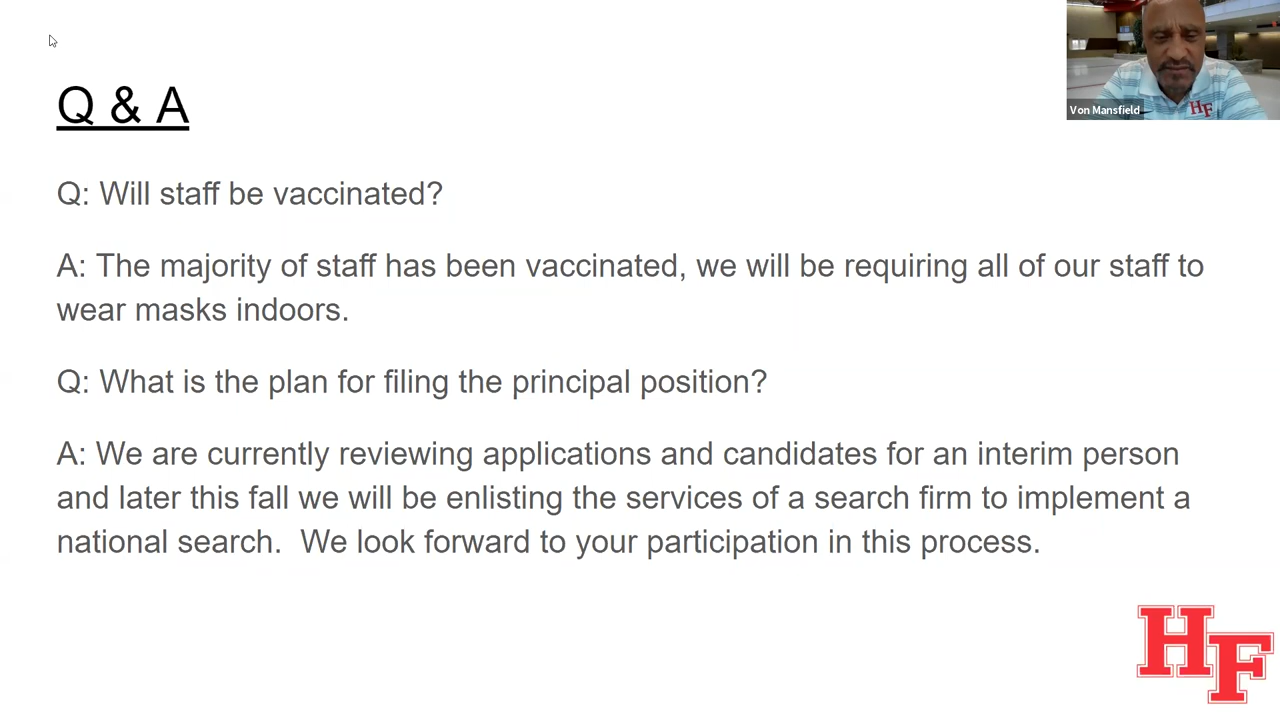 Q & A
Q: Will staff be vaccinated?
A: The majority of staff has been vaccinated, we will be requiring all of our staff to
wear masks indoors.
Q: What is the plan for filing the principal position?
A: We are currently reviewing applications and candidates for an interim person
and later this fall we will be enlisting the services of a search firm to implement a
national search.  We look forward to your participation in this process.
HF
Von Mansfield
HF